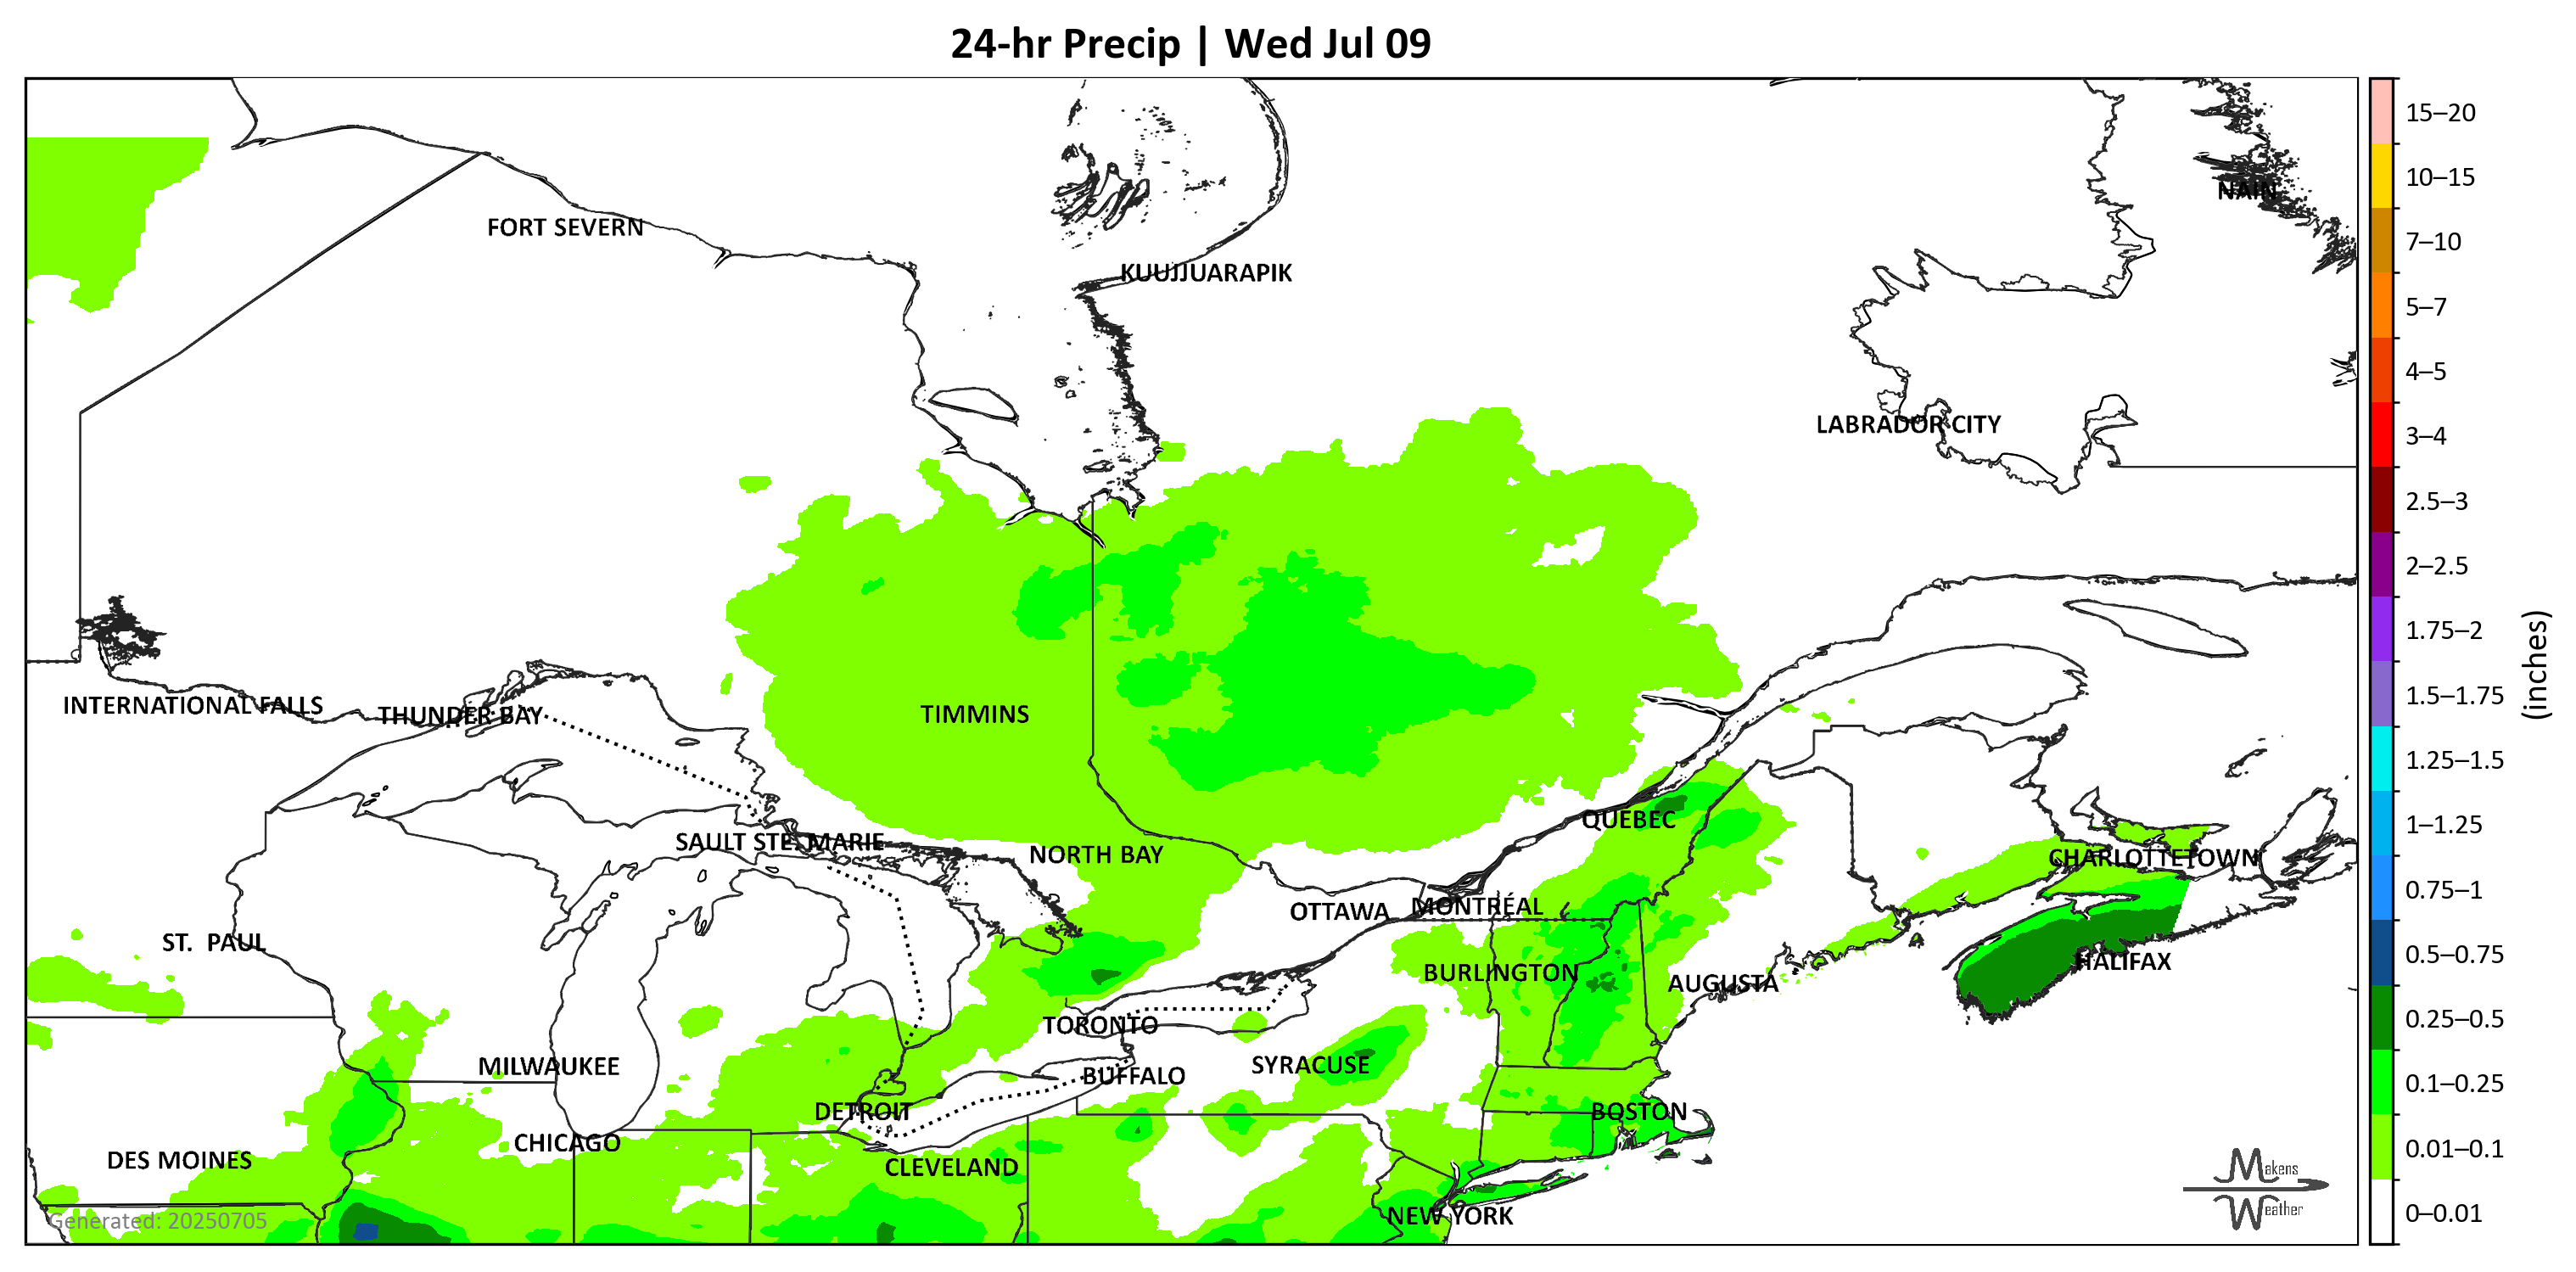 24-hr Precip | Wed Jul 09
FORT SEVERN
KUUJJUARAPIK
NAIN
LABRADOR CITY
INTERNATIONAL FALLS
THUNDER BAY
TIMMINS
SAULT STE. MARIE
NORTH BAY
QUÉBEC
CHARLOTTETOWN
OTTAWA
MONTRÉAL
ST. PAUL
BURLINGTON
AUGUSTA
HALIFAX
TORONTO
MILWAUKEE
BUFFALO
SYRACUSE
DETROIT
BOSTON
CHICAGO
DES MOINES
CLEVELAND
NEW YORK
Generated: 20250705
Makens
Weather
15–20
10–15
7–10
5–7
4–5
3–4
2.5–3
2–2.5
1.75–2
1.5–1.75
1.25–1.5
1–1.25
0.75–1
0.5–0.75
0.25–0.5
0.1–0.25
0.01–0.1
0–0.01
(inches)